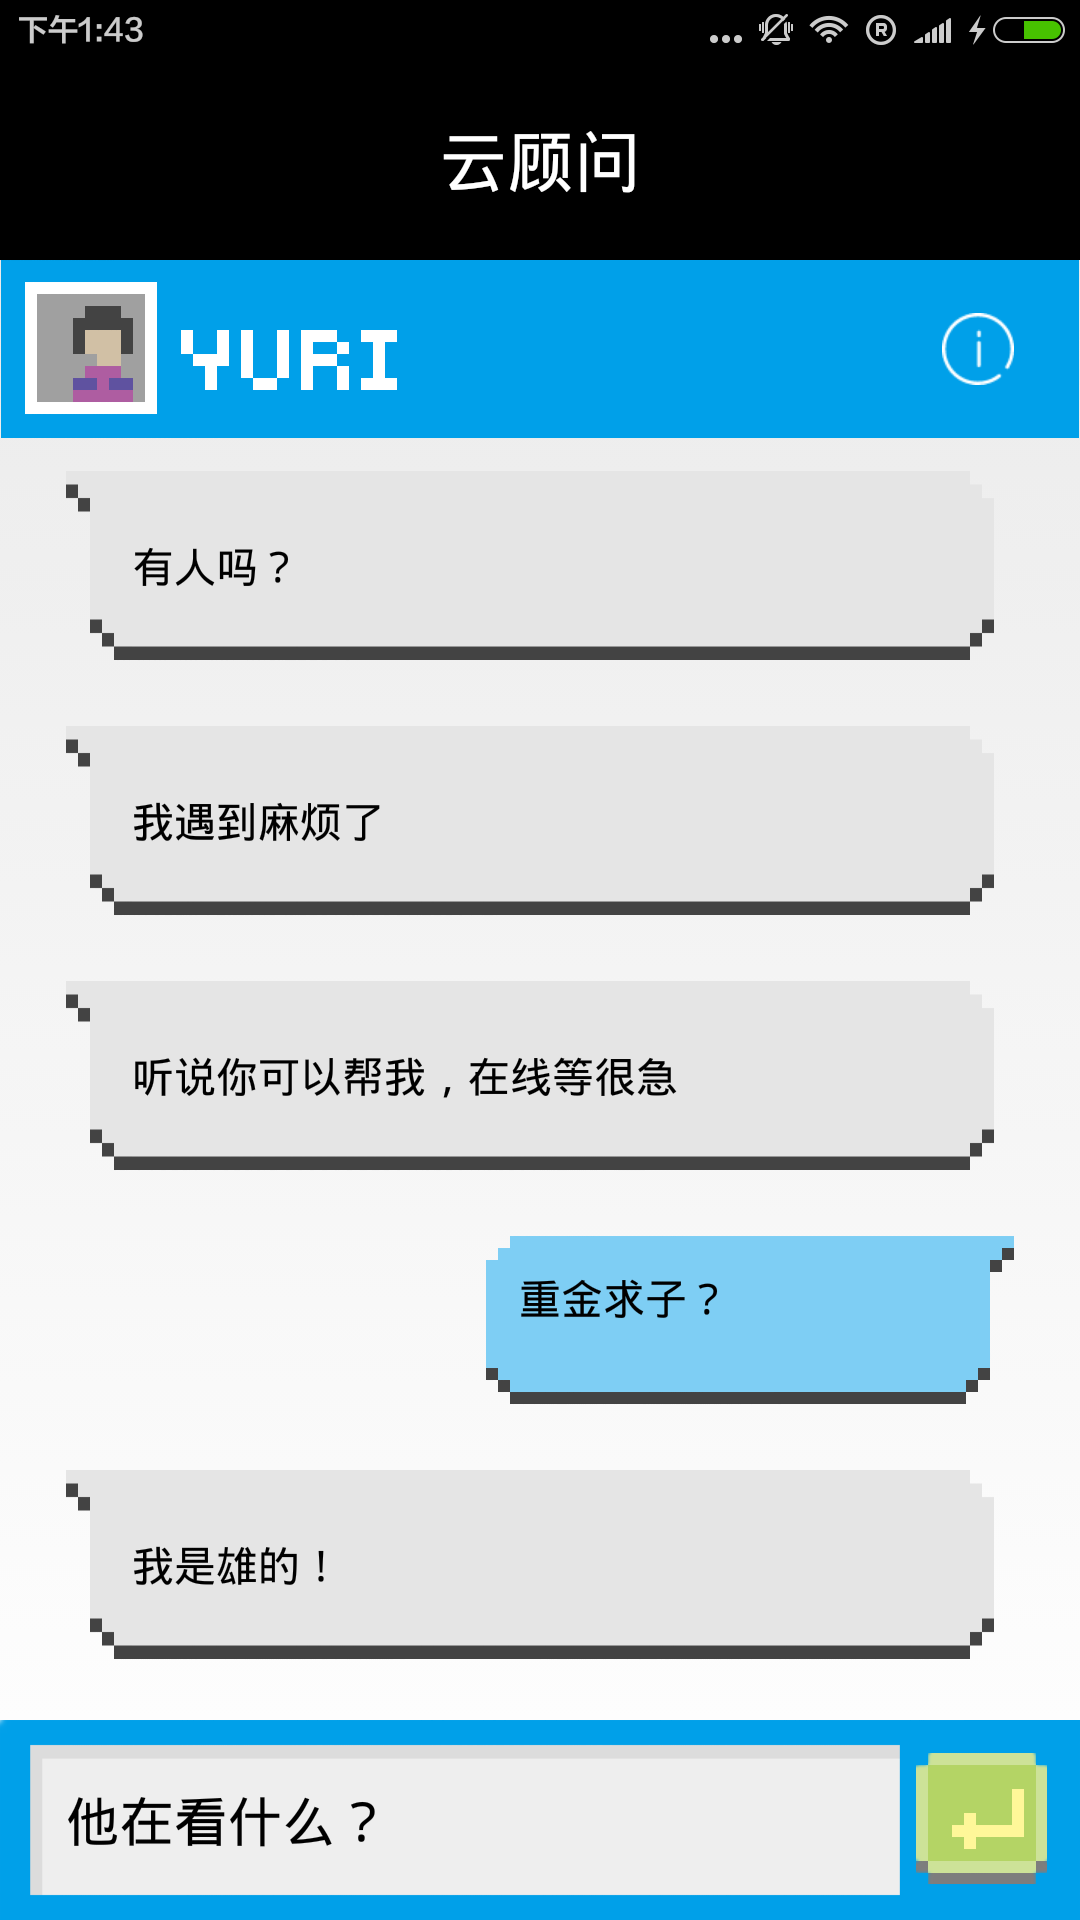 下午1:43
云顾问
YURI
有人吗？
我遇到麻烦了
听说你可以帮我，在线等很急
重金求子？
我是雄的！
他在看什么？